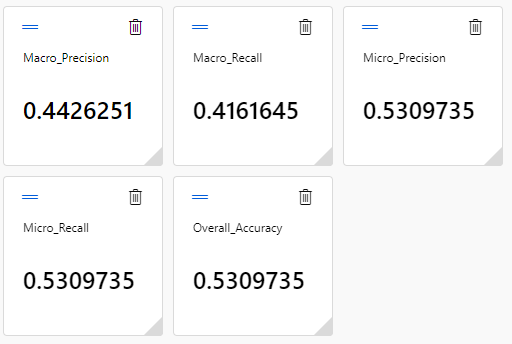 Macro_Precision
0.4426251
Macro_Recall
0.4161645
Micro_Precision
0.5309735
Micro_Recall
0.5309735
Overall_Accuracy
0.5309735